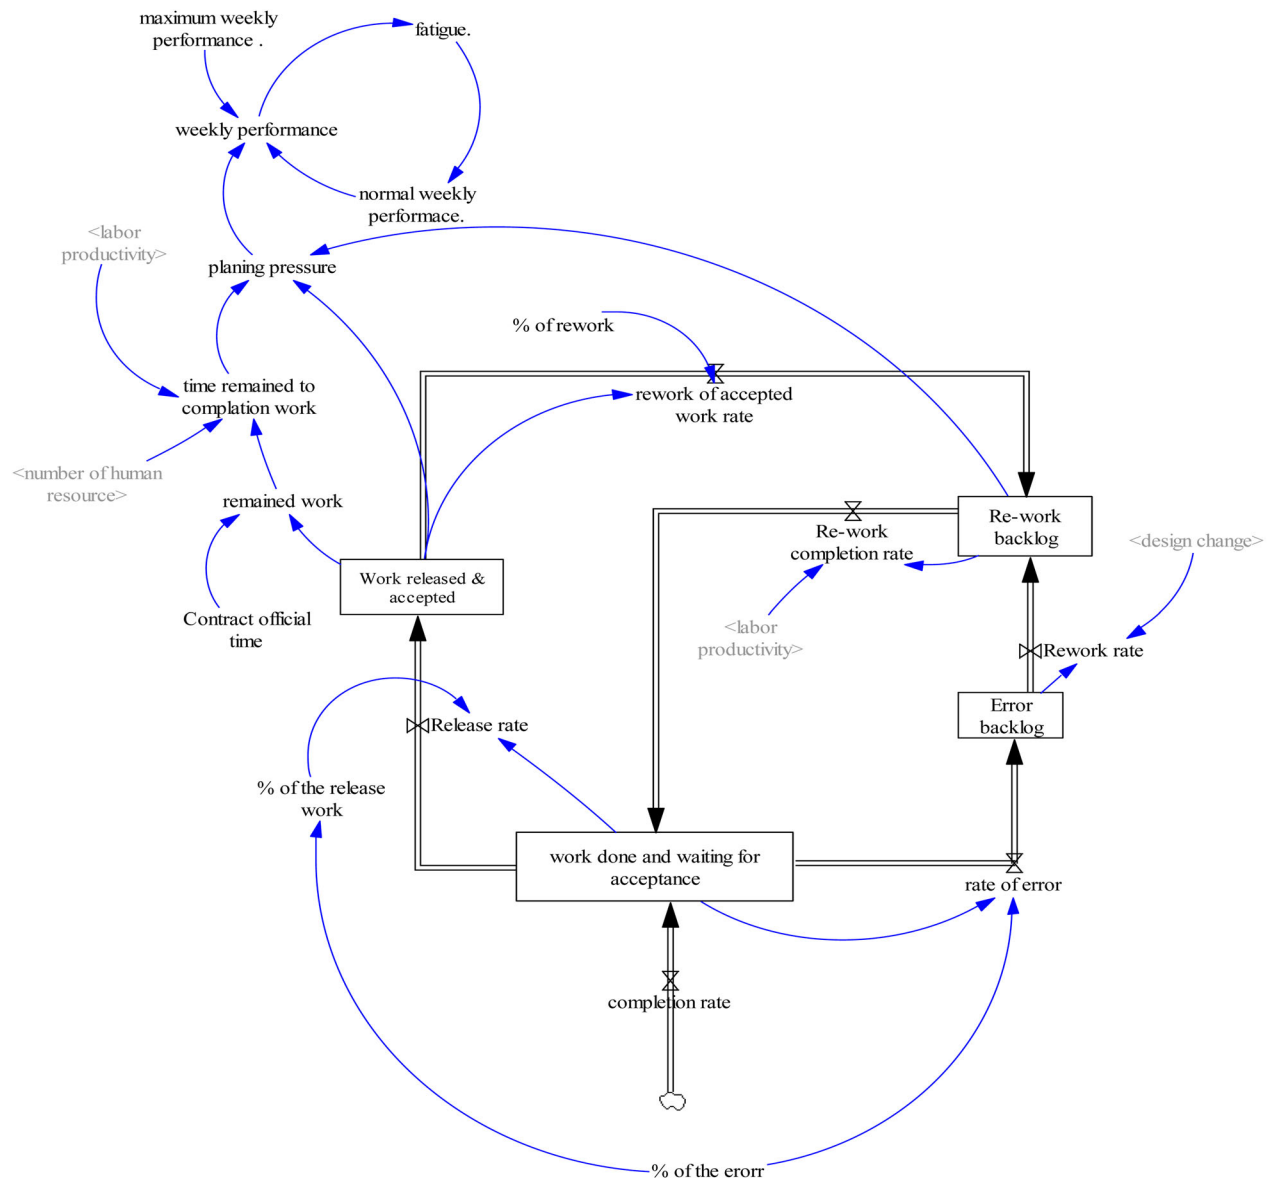 maximum weekly
performance .
fatigue.
weekly performance
normal weekly
performace.
<labor
productivity>
planing pressure
% of rework
time remained to
complation work
rework of accepted
work rate
<number of human
resource>
remained work
Re-work
backlog
Re-work
completion rate
<design change>
Work released &
accepted
Contract official
time
<labor
productivity>
Rework rate
Error
backlog
Release rate
% of the release
work
work done and waiting for
acceptance
rate of error
completion rate
% of the erorr